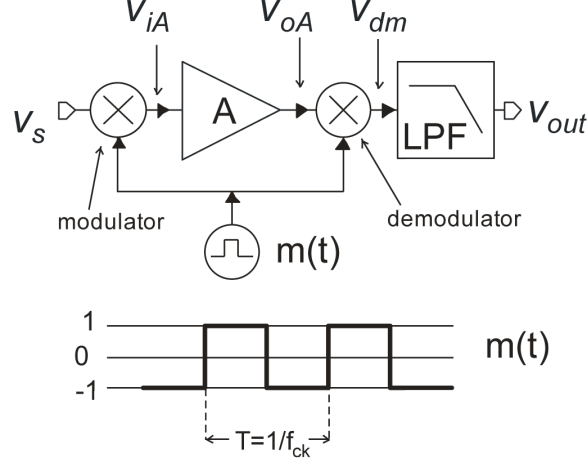 v_iA v_oA v_dm
v_s A LPF v_out
modulator demodulator
m(t)
1
0 m(t)
-1
T=1/f_ck